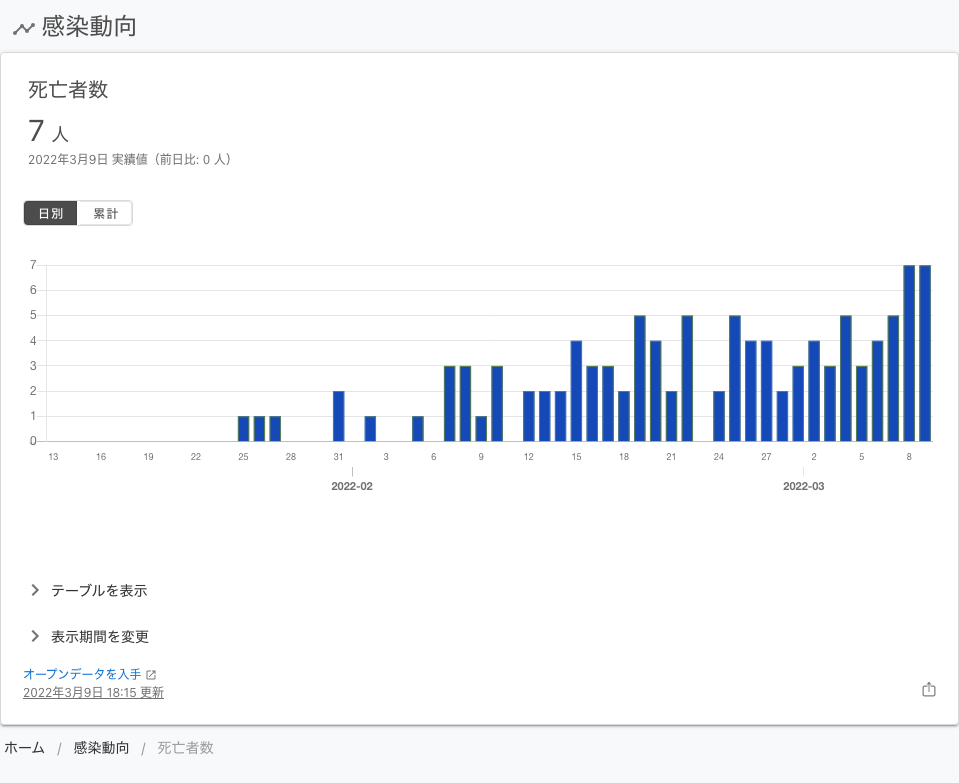 感染動向
死亡者数
7 人
2022年3月9日 実績値（前日比: 0 人）
日別 累計
7
6
5
4
3
2
1
0
13 16 19 22 25 28 31 3 6 9 12 15 18 21 24 27 2 5 8
2022-02 2022-03
テーブルを表示
表示期間を変更
オープンデータを入手
2022年3月9日 18:15 更新
ホーム / 感染動向 / 死亡者数